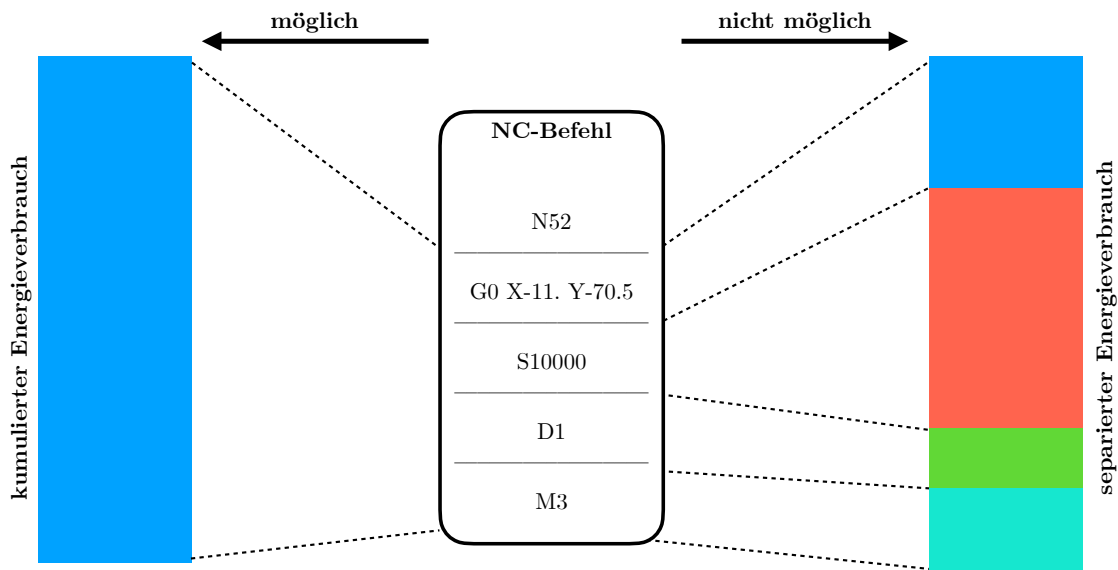 möglich
nicht möglich
kumulierter Energieverbrauch
NC-Befehl
N52
G0 X-11. Y-70.5
S10000
D1
M3
separierter Energieverbrauch